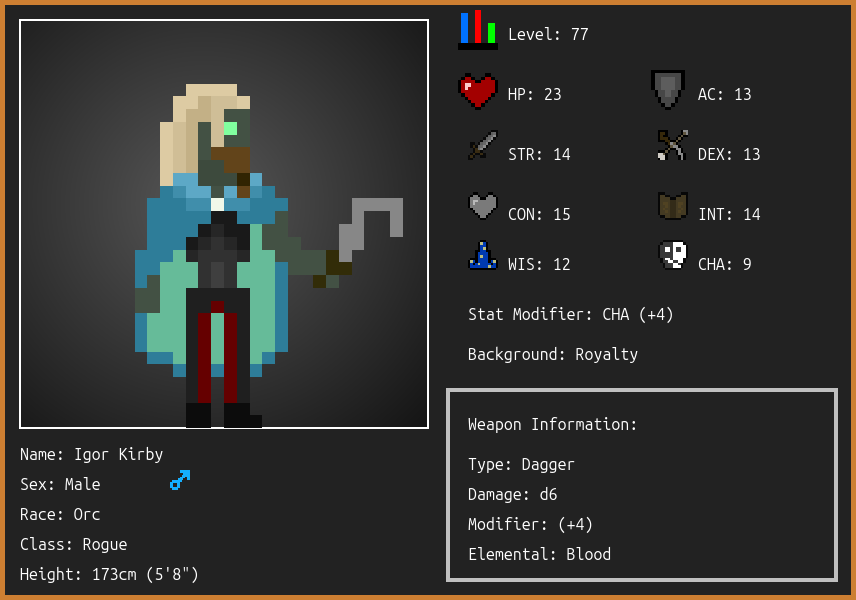 Level: 77
HP: 23
AC: 13
STR: 14
DEX: 13
CON: 15
INT: 14
WIS: 12
CHA: 9
Stat Modifier: CHA (+4)
Background: Royalty
Weapon Information:
Type: Dagger
Damage: d6
Modifier: (+4)
Elemental: Blood
Name: Igor Kirby
Sex: Male
Race: Orc
Class: Rogue
Height: 173cm (5'8")